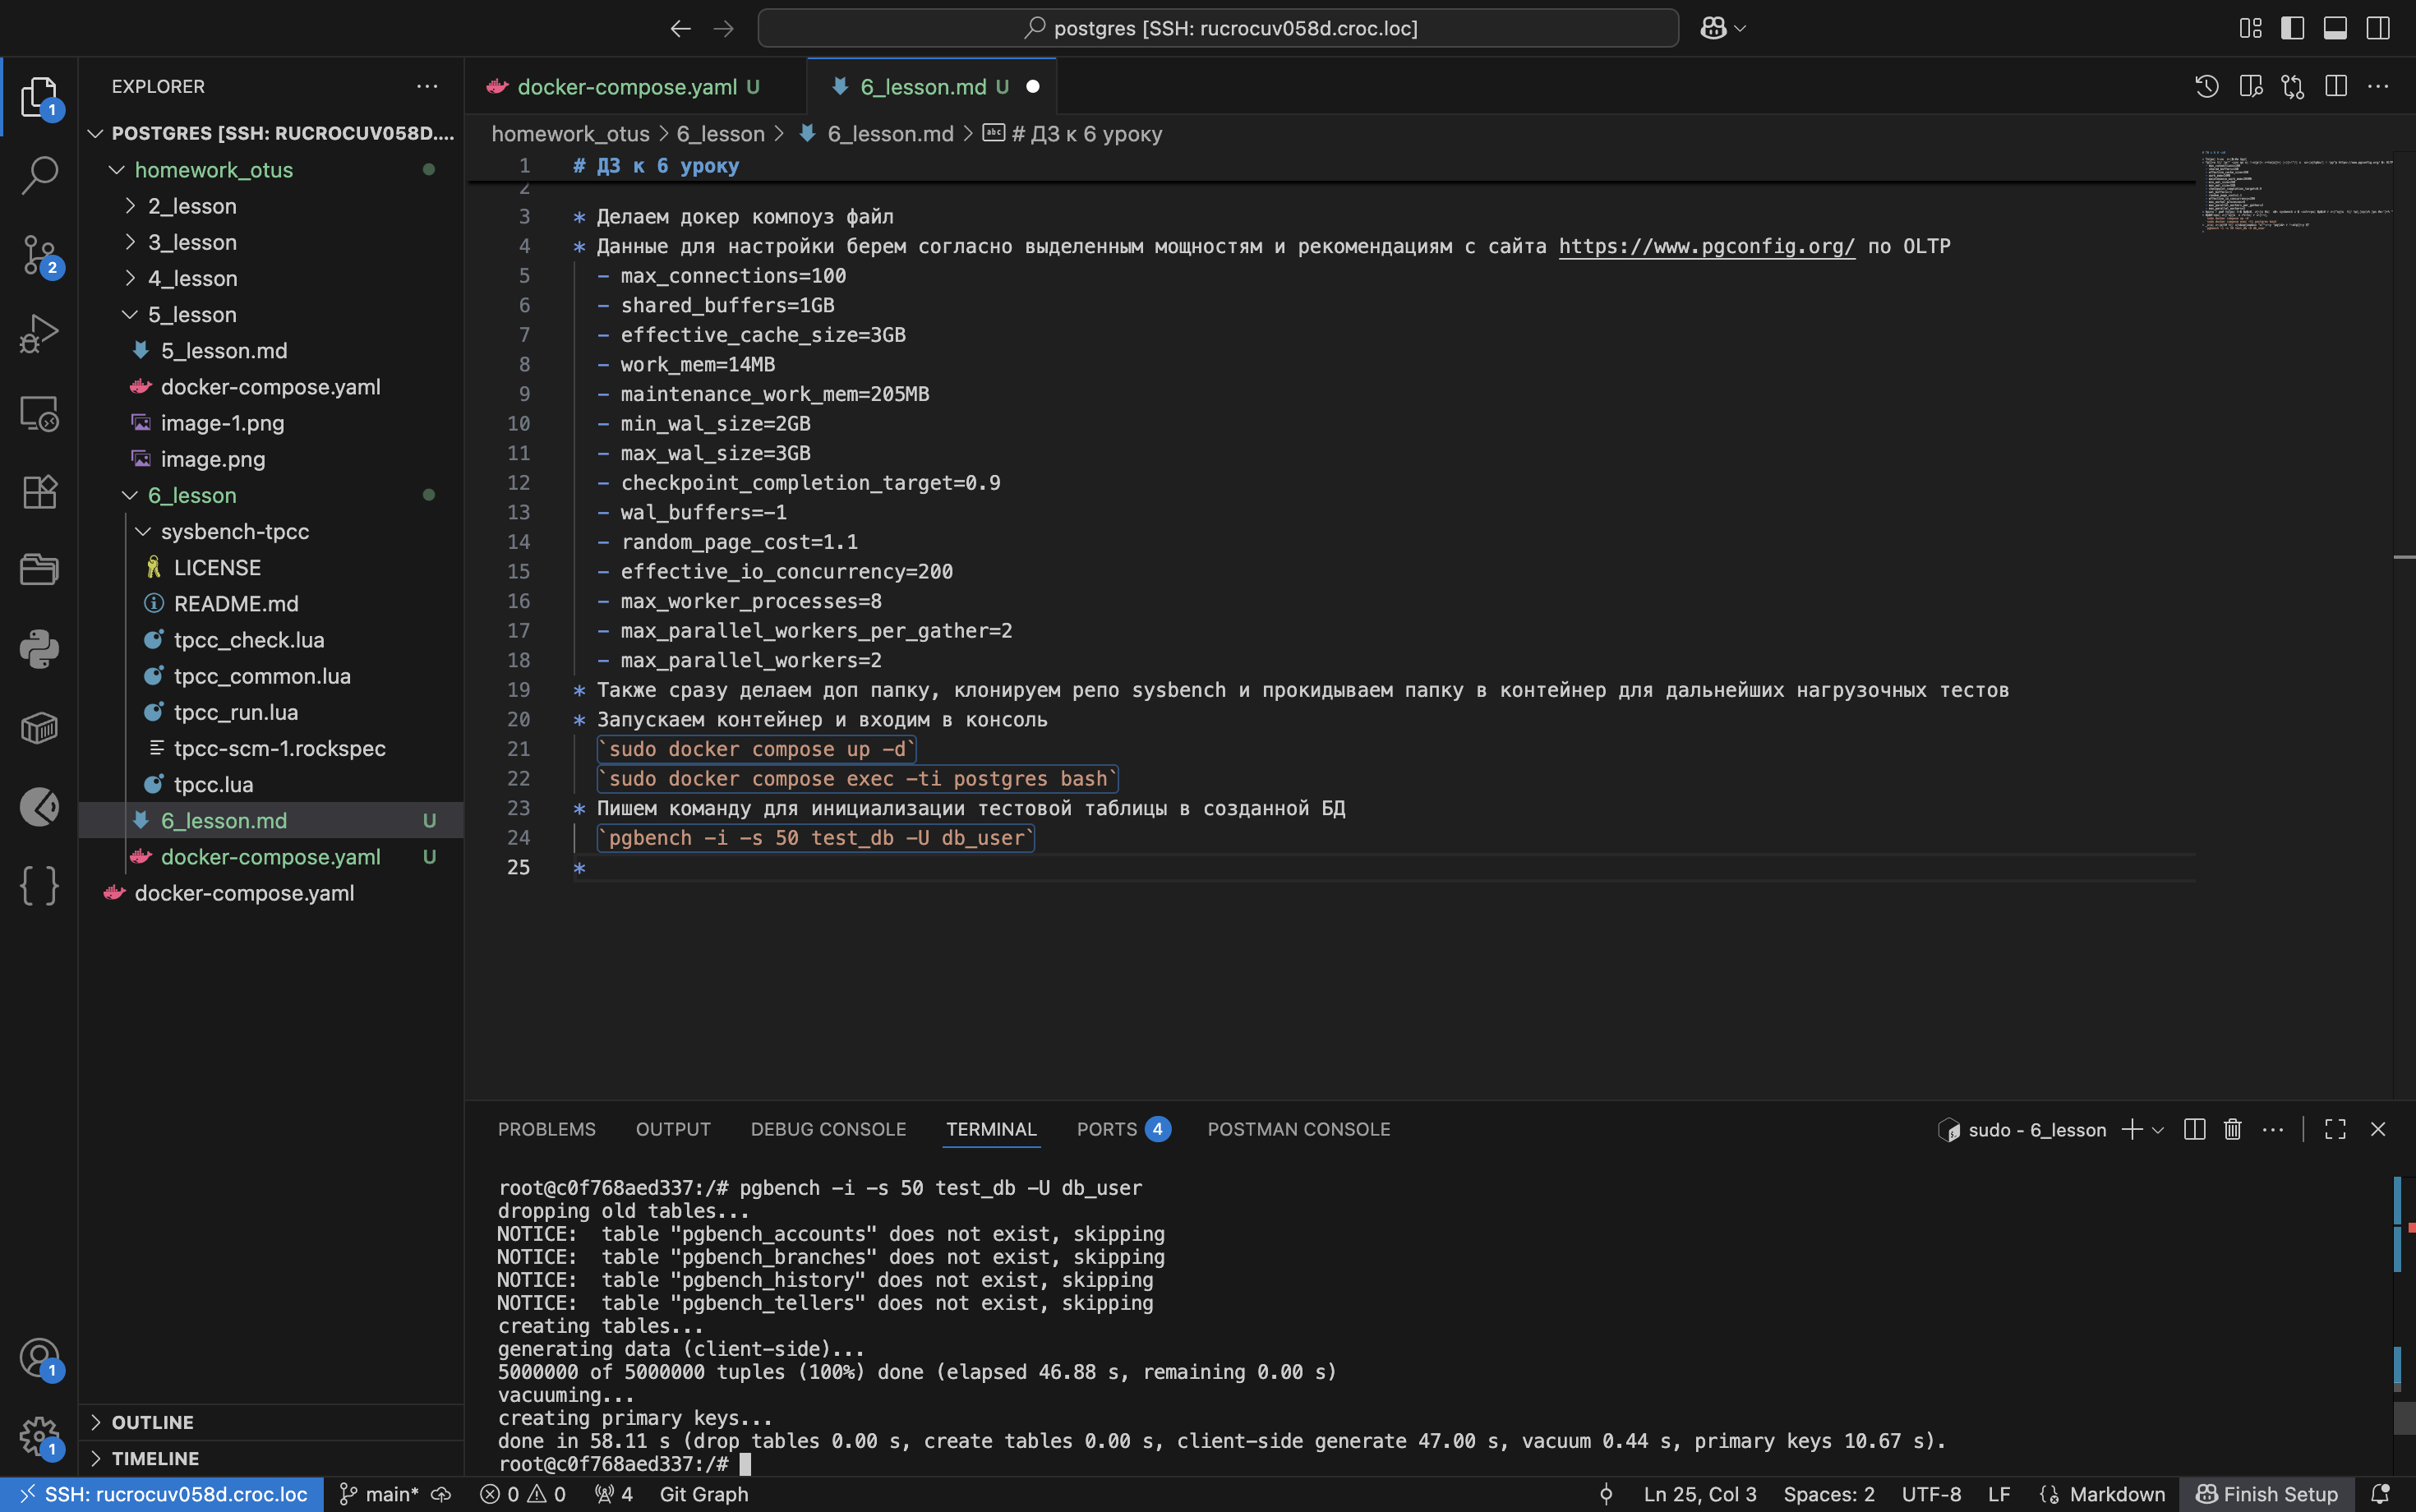 postgres [SSH: rucrocuv058d.croc.loc]
EXPLORER
POSTGRES [SSH: RUCROCUV058D....
homework_otus
2_lesson
3_lesson
4_lesson
5_lesson
5_lesson.md
docker-compose.yaml
image-1.png
image.png
6_lesson
sysbench-tpcc
LICENSE
README.md
tpcc_check.lua
tpcc_common.lua
tpcc_run.lua
tpcc-scm-1.rockspec
tpcc.lua
6_lesson.md U
docker-compose.yaml U
docker-compose.yaml
OUTLINE
TIMELINE
docker-compose.yaml U
6_lesson.md U
homework_otus > 6_lesson > 6_lesson.md > # ДЗ к 6 уроку
1 # ДЗ к 6 уроку
2
3 * Делаем докер компоуз файл
4 * Данные для настройки берем согласно выделенным мощностям и рекомендациям с сайта https://www.pgconfig.org/ по OLTP
5 - max_connections=100
6 - shared_buffers=1GB
7 - effective_cache_size=3GB
8 - work_mem=14MB
9 - maintenance_work_mem=205MB
10 - min_wal_size=2GB
11 - max_wal_size=3GB
12 - checkpoint_completion_target=0.9
13 - wal_buffers=-1
14 - random_page_cost=1.1
15 - effective_io_concurrency=200
16 - max_worker_processes=8
17 - max_parallel_workers_per_gather=2
18 - max_parallel_workers=2
19 * Также сразу делаем доп папку, клонируем репо sysbench и прокидываем папку в контейнер для дальнейших нагрузочных тестов
20 * Запускаем контейнер и входим в консоль
21 `sudo docker compose up -d`
22 `sudo docker compose exec -ti postgres bash`
23 * Пишем команду для инициализации тестовой таблицы в созданной БД
24 `pgbench -i -s 50 test_db -U db_user`
25 *
PROBLEMS OUTPUT DEBUG CONSOLE TERMINAL PORTS 4 POSTMAN CONSOLE
sudo - 6_lesson
root@c0f768aed337:/# pgbench -i -s 50 test_db -U db_user
dropping old tables...
NOTICE:  table "pgbench_accounts" does not exist, skipping
NOTICE:  table "pgbench_branches" does not exist, skipping
NOTICE:  table "pgbench_history" does not exist, skipping
NOTICE:  table "pgbench_tellers" does not exist, skipping
creating tables...
generating data (client-side)...
5000000 of 5000000 tuples (100%) done (elapsed 46.88 s, remaining 0.00 s)
vacuuming...
creating primary keys...
done in 58.11 s (drop tables 0.00 s, create tables 0.00 s, client-side generate 47.00 s, vacuum 0.44 s, primary keys 10.67 s).
root@c0f768aed337:/#
1
2
1
1
SSH: rucrocuv058d.croc.loc main* 0 0 4 Git Graph Ln 25, Col 3 Spaces: 2 UTF-8 LF Markdown Finish Setup